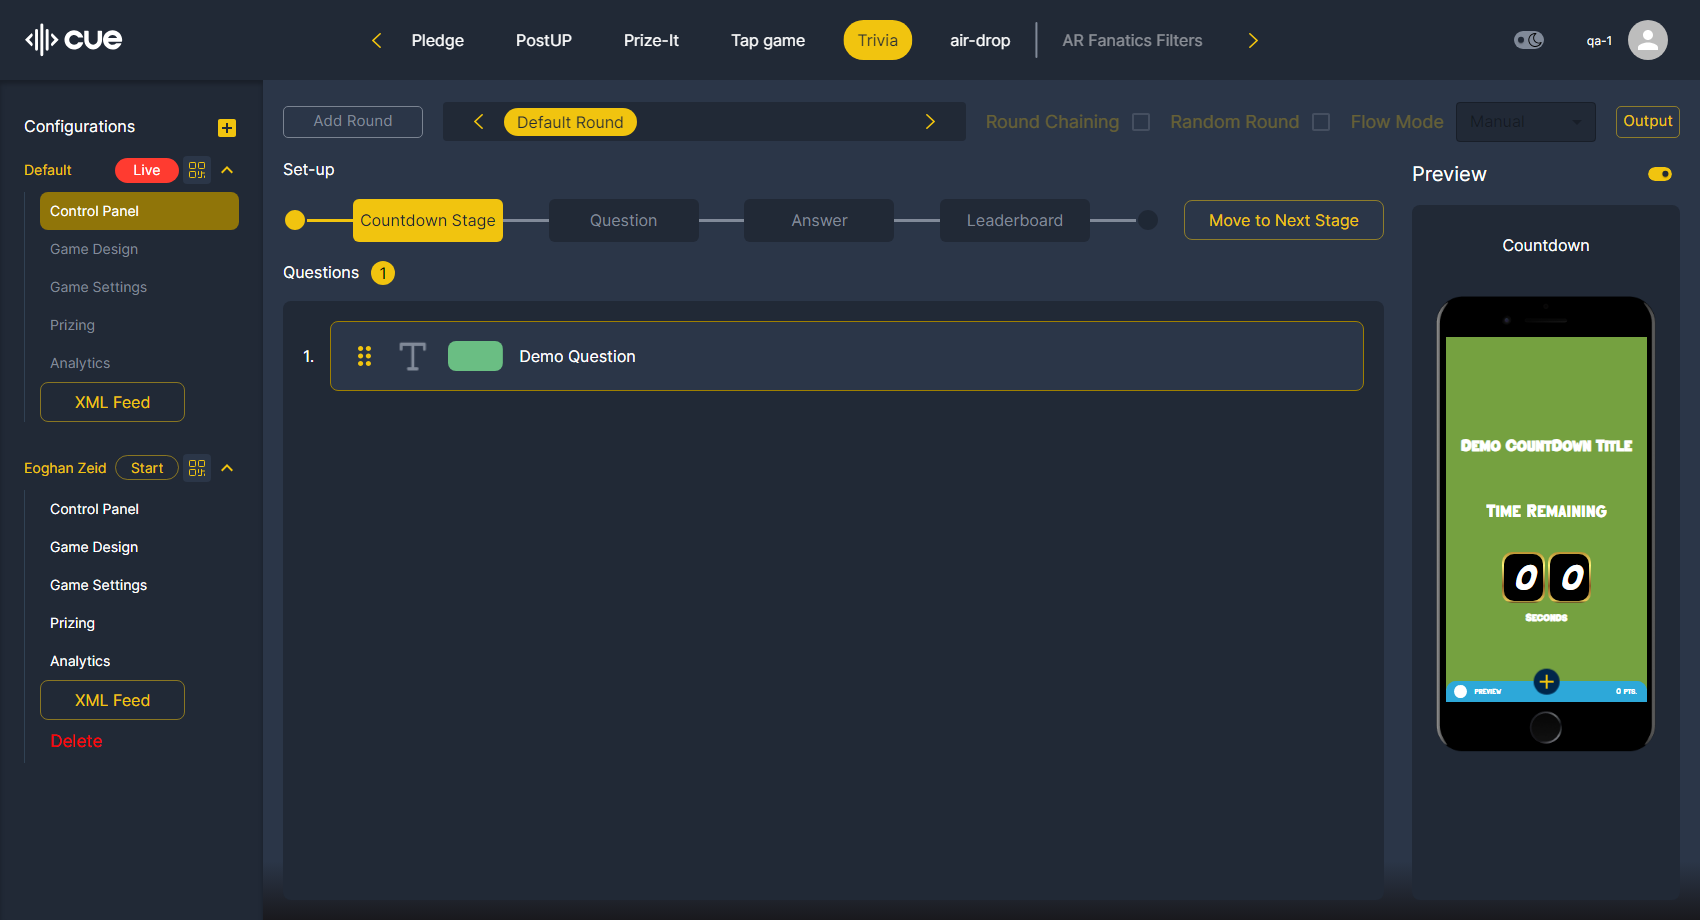 cue
Pledge
PostUP
Prize-It
Tap game
Trivia
air-drop
AR Fanatics Filters
qa-1
Configurations
Default
Live
Control Panel
Game Design
Game Settings
Prizing
Analytics
XML Feed
Eoghan Zeid
Start
Control Panel
Game Design
Game Settings
Prizing
Analytics
XML Feed
Delete
Add Round
Default Round
Round Chaining
Random Round
Flow Mode
Manual
Output
Set-up
Countdown Stage
Question
Answer
Leaderboard
Move to Next Stage
Questions 1
1. Demo Question
Preview
Countdown
Demo CountDown Title
Time Remaining
0 0
Seconds
PREVIEW
0 PTS.